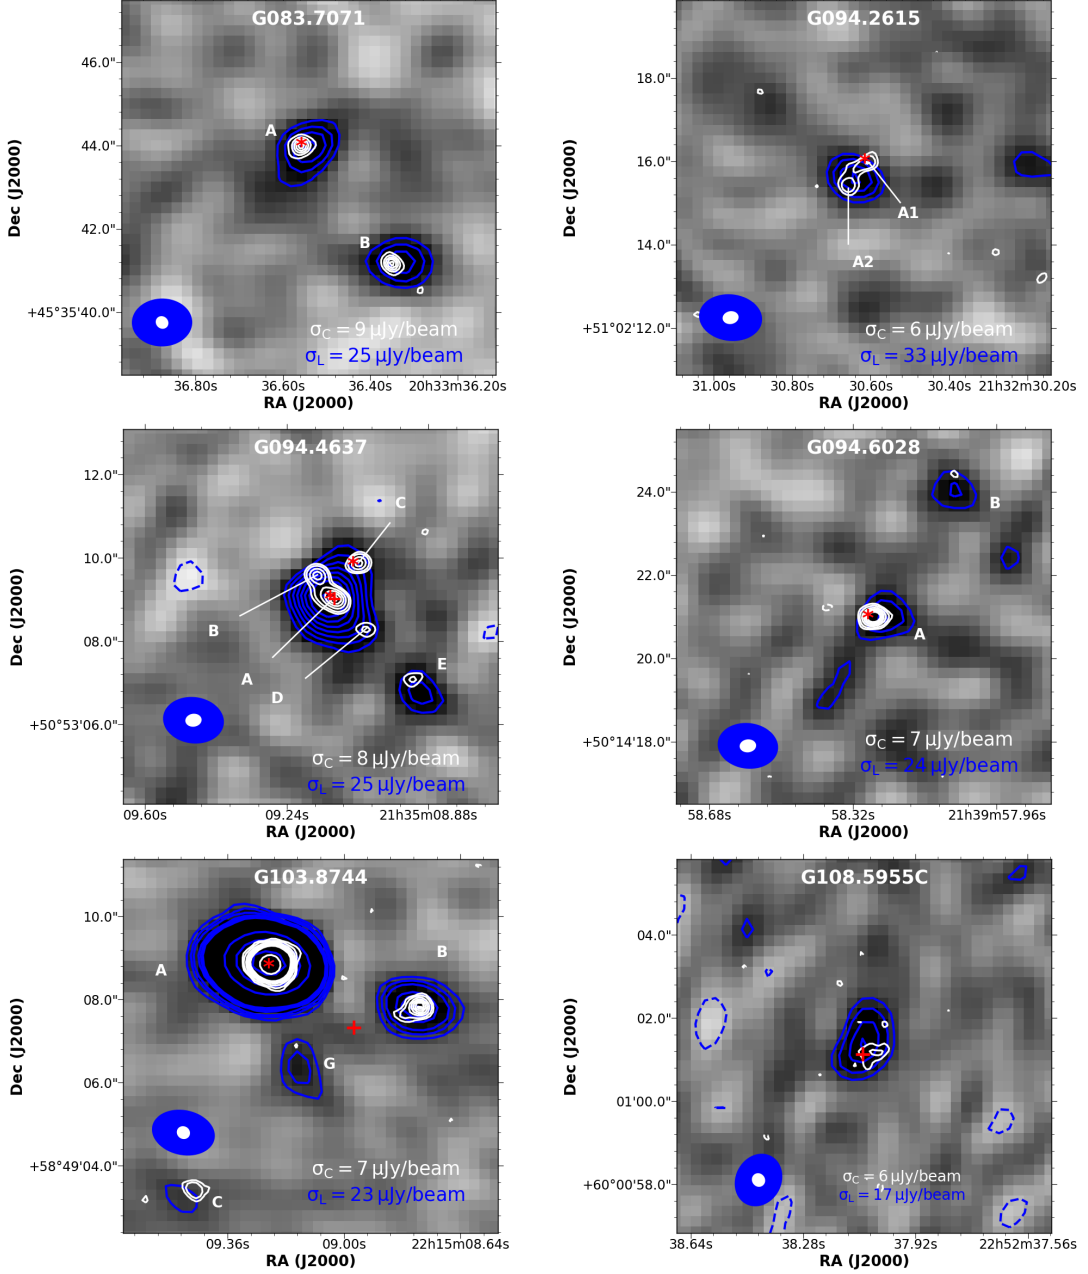 G083.7071
46.0"
44.0"
42.0"
+45°35'40.0"
Dec (J2000)
A
B
σC = 9 μJy/beam
σL = 25 μJy/beam
36.80s
36.60s
36.40s
20h33m36.20s
RA (J2000)
G094.2615
18.0"
16.0"
14.0"
+51°02'12.0"
Dec (J2000)
A1
A2
σC = 6 μJy/beam
σL = 33 μJy/beam
31.00s
30.80s
30.60s
30.40s
21h32m30.20s
RA (J2000)
G094.4637
12.0"
10.0"
08.0"
+50°53'06.0"
Dec (J2000)
C
B
A
D
E
σC = 8 μJy/beam
σL = 25 μJy/beam
09.60s
09.24s
21h35m08.88s
RA (J2000)
G094.6028
24.0"
22.0"
20.0"
+50°14'18.0"
Dec (J2000)
B
A
σC = 7 μJy/beam
σL = 24 μJy/beam
58.68s
58.32s
21h39m57.96s
RA (J2000)
G103.8744
10.0"
08.0"
06.0"
+58°49'04.0"
Dec (J2000)
A
B
G
C
σC = 7 μJy/beam
σL = 23 μJy/beam
09.36s
09.00s
22h15m08.64s
RA (J2000)
G108.5955C
04.0"
02.0"
01'00.0"
+60°00'58.0"
Dec (J2000)
σC = 6 μJy/beam
σL = 17 μJy/beam
38.64s
38.28s
37.92s
22h52m37.56s
RA (J2000)